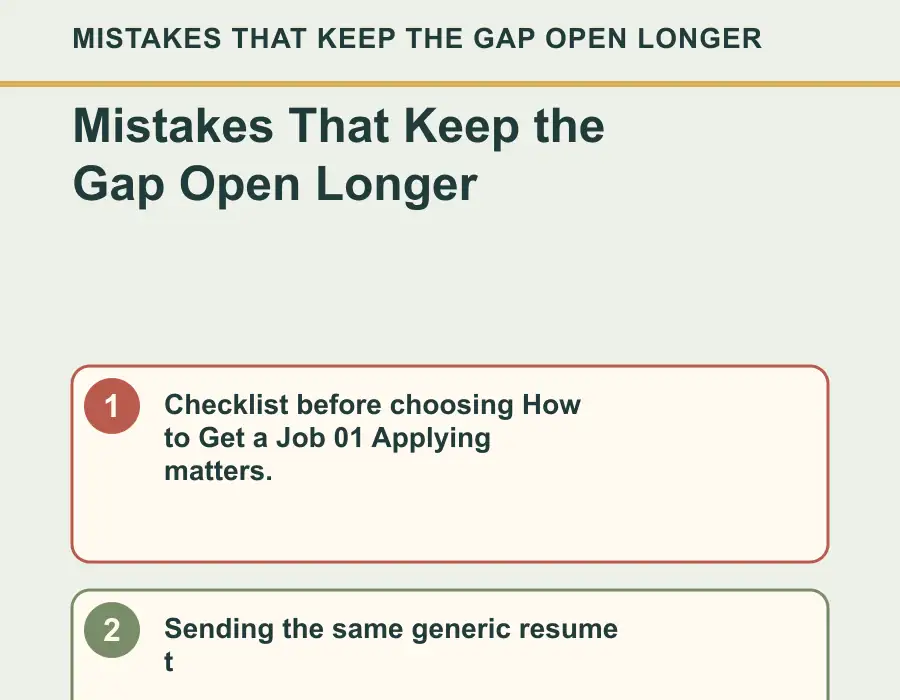 MISTAKES THAT KEEP THE GAP OPEN LONGER
Mistakes That Keep the
Gap Open Longer
1
Checklist before choosing How
to Get a Job 01 Applying
matters.
2
Sending the same generic resume
t